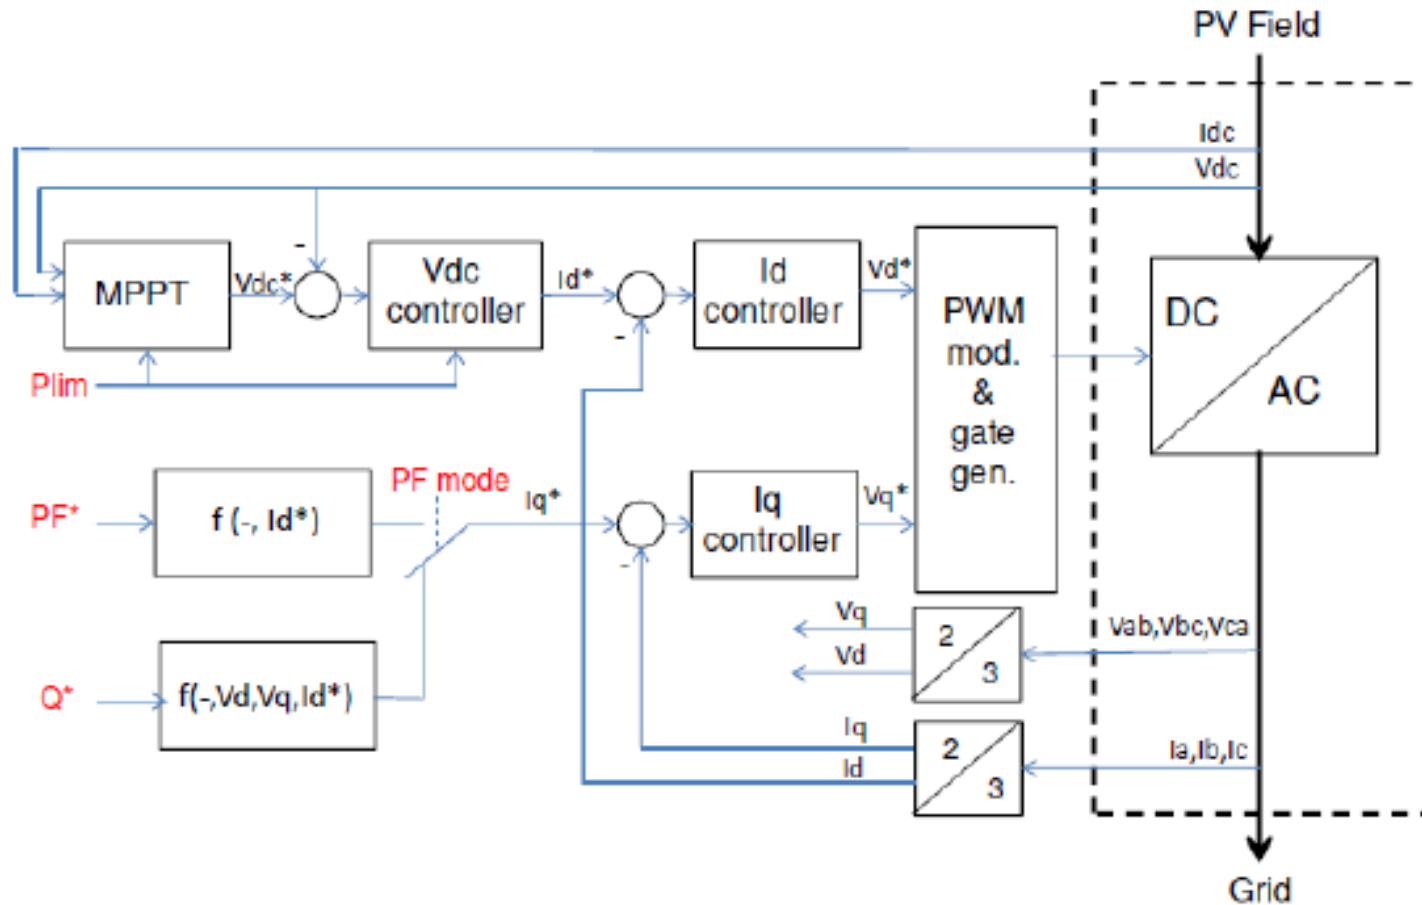 PV Field
Idc
Vdc
-
MPPT
Vdc*
Vdc
controller
Id*
-
Id
controller
Vd*
PWM
mod.
&
gate
gen.
DC
AC
Plim
PF*
f (-, Id*)
PF mode
Iq*
-
Iq
controller
Vq*
Q*
f(-,Vd,Vq,Id*)
Vq
Vd
2
3
Vab,Vbc,Vca
Iq
Id
2
3
Ia,Ib,Ic
Grid